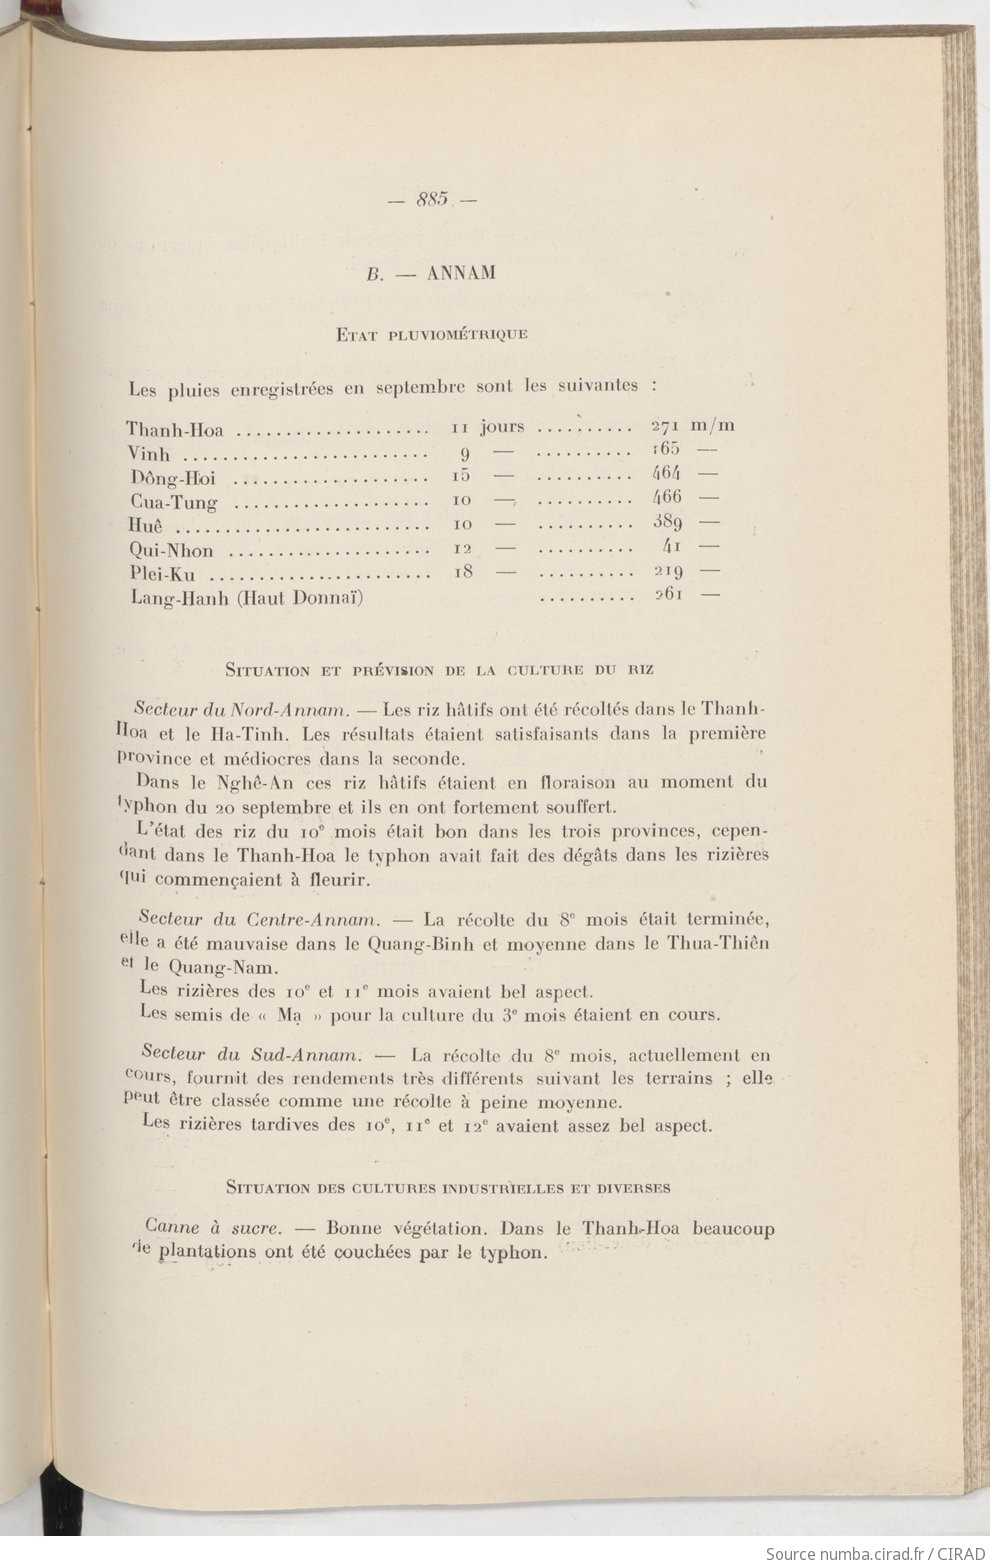 — 885 —
B. — ANNAM
ETAT PLUVIOMÉTRIQUE
Les pluies enregistrées en septembre sont les suivantes :
Thanh-Hoa .................... 11 jours .......... 271 m/m
Vinh ......................... 9 — .......... 165 —
Dông-Hoi .................... 15 — .......... 464 —
Cua-Tung .................... 10 — .......... 466 —
Huê .......................... 10 — .......... 389 —
Qui-Nhon ..................... 12 — .......... 41 —
Plei-Ku ....................... 18 — .......... 219 —
Lang-Hanh (Haut Donnaï) .......... 261 —
SITUATION ET PRÉVISION DE LA CULTURE DU RIZ
Secteur du Nord-Annam. — Les riz hâtifs ont été récoltés dans le Thanh-
Hoa et le Ha-Tinh. Les résultats étaient satisfaisants dans la première
province et médiocres dans la seconde.
Dans le Nghê-An ces riz hâtifs étaient en floraison au moment du
typhon du 20 septembre et ils en ont fortement souffert.
L'état des riz du 10e mois était bon dans les trois provinces, cepen-
dant dans le Thanh-Hoa le typhon avait fait des dégâts dans les rizières
qui commençaient à fleurir.
Secteur du Centre-Annam. — La récolte du 8e mois était terminée,
elle a été mauvaise dans le Quang-Binh et moyenne dans le Thua-Thiên
et le Quang-Nam.
Les rizières des 10e et 11e mois avaient bel aspect.
Les semis de « Mạ » pour la culture du 3e mois étaient en cours.
Secteur du Sud-Annam. — La récolte du 8e mois, actuellement en
cours, fournit des rendements très différents suivant les terrains ; elle
peut être classée comme une récolte à peine moyenne.
Les rizières tardives des 10e, 11e et 12e avaient assez bel aspect.
SITUATION DES CULTURES INDUSTRIELLES ET DIVERSES
Canne à sucre. — Bonne végétation. Dans le Thanh-Hoa beaucoup
de plantations ont été couchées par le typhon.
Source numba.cirad.fr / CIRAD